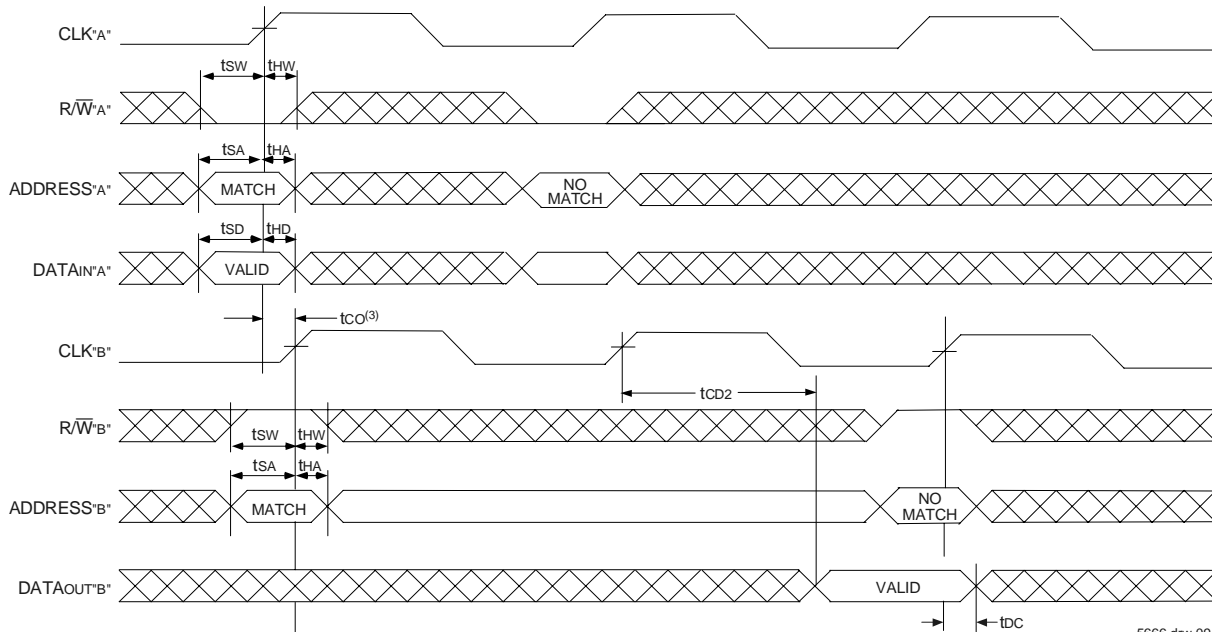 CLK"A"
tSW tHW
R/W̅"A"
tSA tHA
ADDRESS"A" MATCH NO MATCH
tSD tHD
DATAIN"A" VALID
tCO(3)
CLK"B"
tCD2
R/W̅"B"
tSW tHW
tSA tHA
ADDRESS"B" MATCH NO MATCH
DATAOUT"B" VALID
tDC